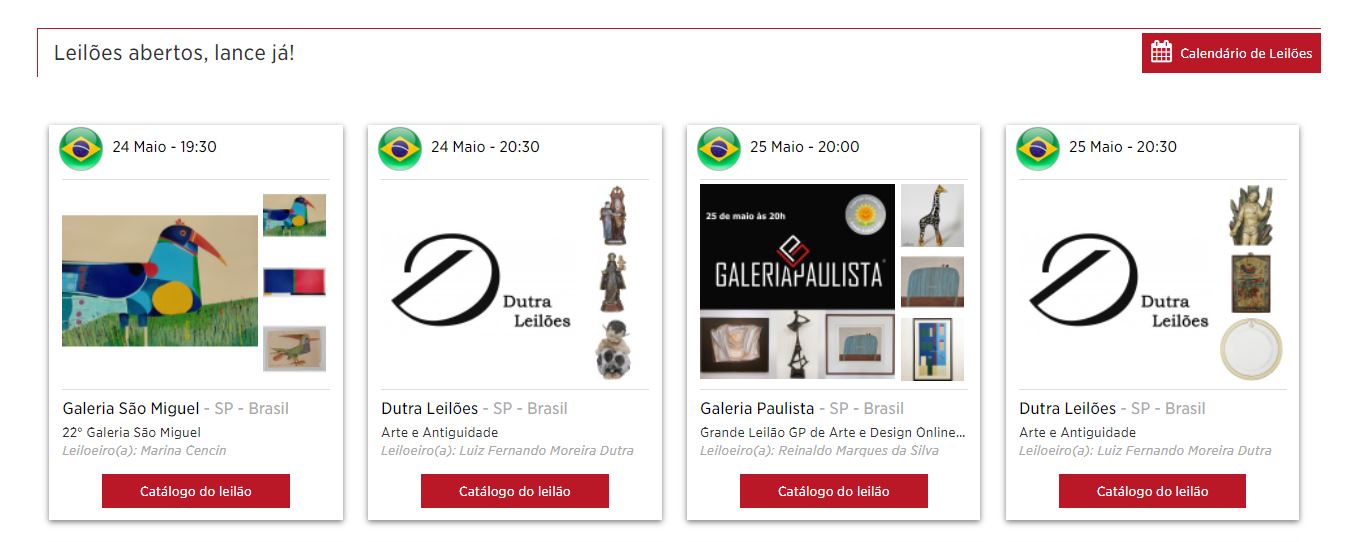 Leilões abertos, lance já!
Calendário de Leilões
24 Maio - 19:30
Galeria São Miguel - SP - Brasil
22° Galeria São Miguel
Leiloeiro(a): Marina Cencin
Catálogo do leilão
24 Maio - 20:30
Dutra
Leilões
Dutra Leilões - SP - Brasil
Arte e Antiguidade
Leiloeiro(a): Luiz Fernando Moreira Dutra
Catálogo do leilão
25 Maio - 20:00
25 de maio às 20h
GALERIAPAULISTA
Galeria Paulista - SP - Brasil
Grande Leilão GP de Arte e Design Online...
Leiloeiro(a): Reinaldo Marques da Silva
Catálogo do leilão
25 Maio - 20:30
Dutra
Leilões
Dutra Leilões - SP - Brasil
Arte e Antiguidade
Leiloeiro(a): Luiz Fernando Moreira Dutra
Catálogo do leilão